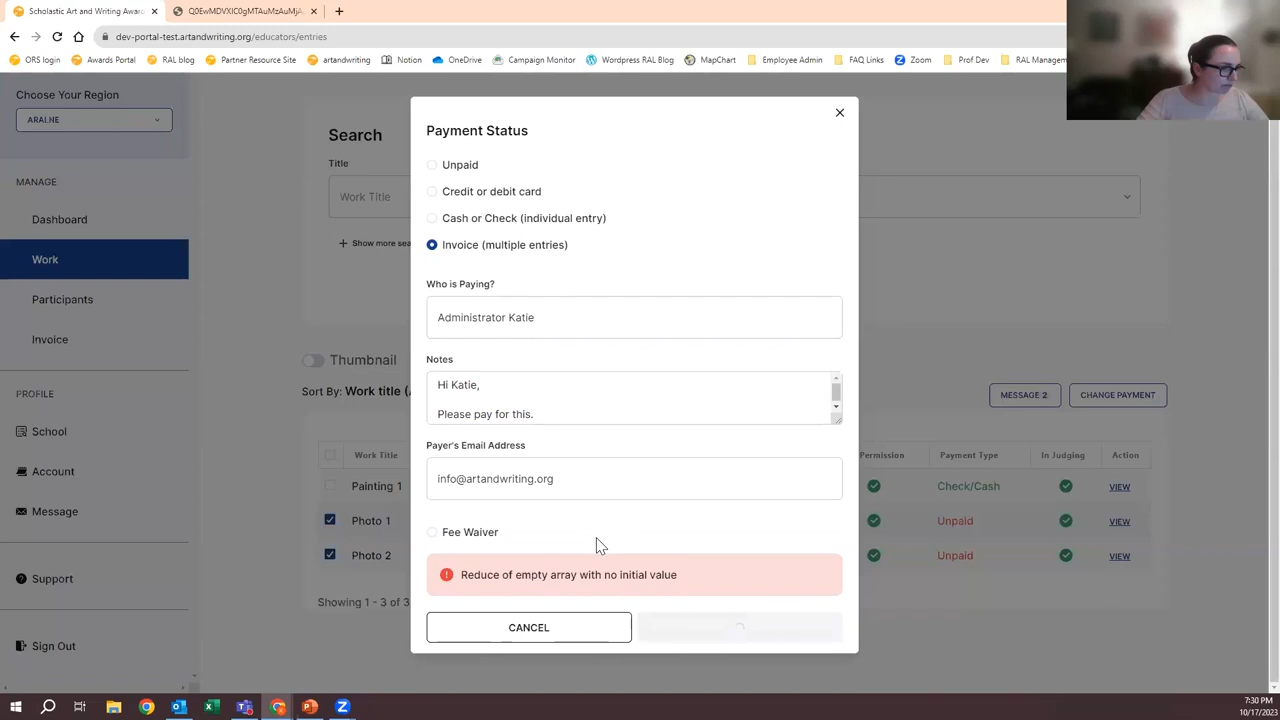 Scholastic Art and Writing Awar
Q0EwMDVXIC0gMTAuMzAuMjA
dev-portal-test.artandwriting.org/educators/entries
ORS login Awards Portal RAL blog Partner Resource Site artandwriting Notion OneDrive Campaign Monitor Wordpress RAL Blog MapChart Employee Admin FAQ Links Zoom Prof Dev RAL Managem
Choose Your Region
ARALNE
MANAGE
Dashboard
Work
Participants
Invoice
PROFILE
School
Account
Message
Support
Sign Out
Search
Title
Work Title
Show more sea
Thumbnail
Sort By: Work title (
MESSAGE 2
CHANGE PAYMENT
Work Title Permission Payment Type In Judging Action
Painting 1 Check/Cash VIEW
Photo 1 Unpaid VIEW
Photo 2 Unpaid VIEW
Showing 1 - 3 of 3
Payment Status
Unpaid
Credit or debit card
Cash or Check (individual entry)
Invoice (multiple entries)
Who is Paying?
Administrator Katie
Notes
Hi Katie,
Please pay for this.
Payer's Email Address
info@artandwriting.org
Fee Waiver
Reduce of empty array with no initial value
CANCEL
7:30 PM
10/17/2023